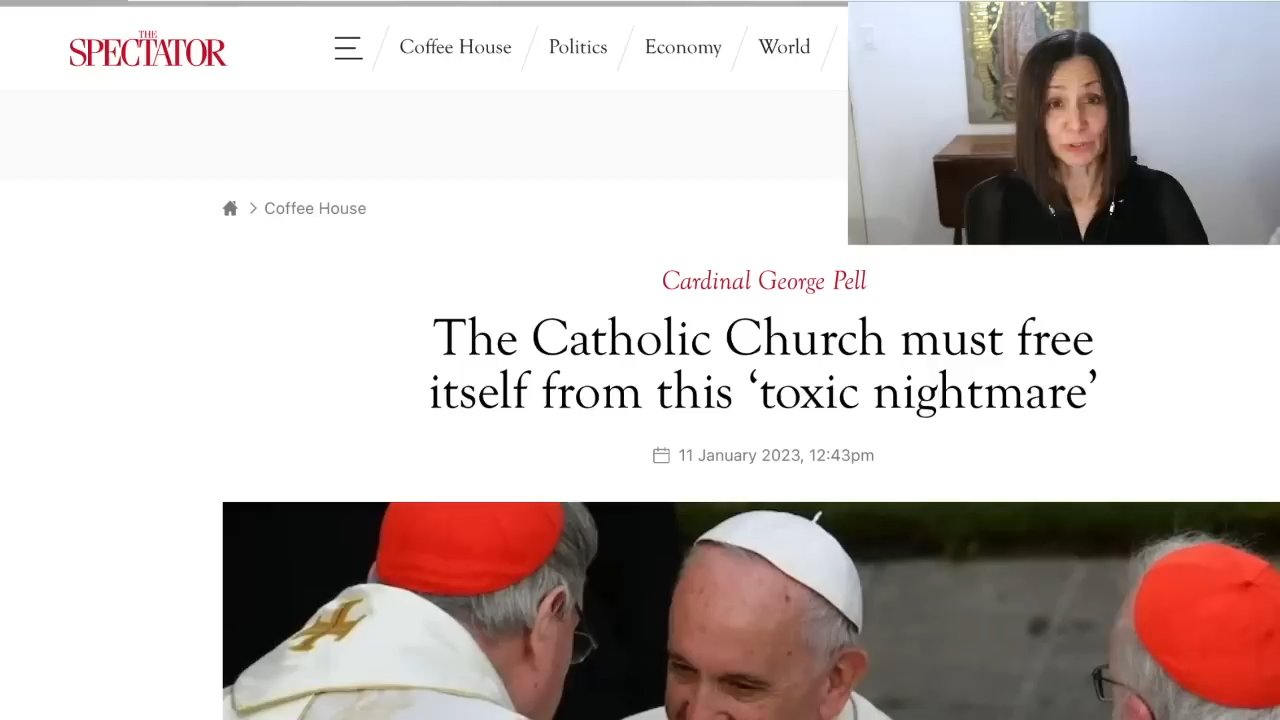 THE
SPECTATOR
Coffee House
Politics
Economy
World
Coffee House
Cardinal George Pell
The Catholic Church must free
itself from this ‘toxic nightmare’
11 January 2023, 12:43pm